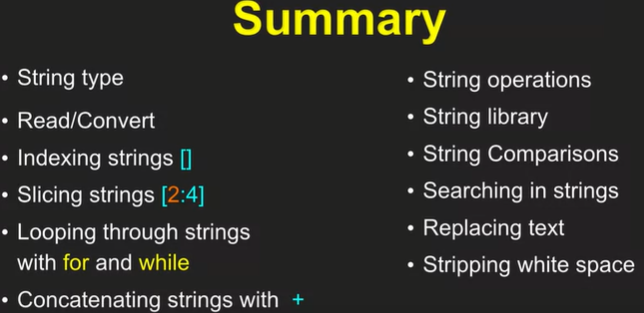 Summary
• String type
• Read/Convert
• Indexing strings []
• Slicing strings [2:4]
• Looping through strings
with for and while
• Concatenating strings with +
• String operations
• String library
• String Comparisons
• Searching in strings
• Replacing text
• Stripping white space